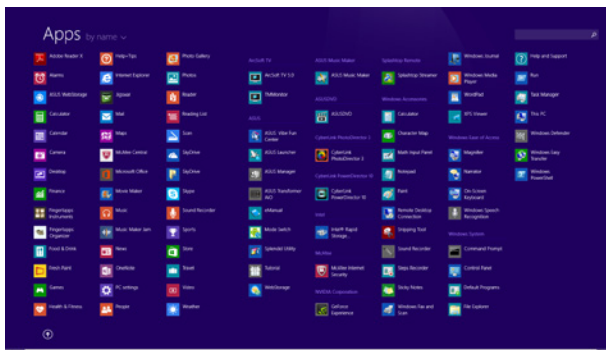 Apps by name
Adobe Reader X
Alarms
ASUS WebStorage
Calculator
Calendar
Camera
Desktop
Finance
Fingertapps Instruments
Fingertapps Organizer
Food & Drink
Fresh Paint
Games
Health & Fitness
Help+Tips
Internet Explorer
Jigsaw
Mail
Maps
McAfee Central
Microsoft Office
Movie Maker
Music
Music Maker Jam
News
OneNote
PC settings
People
Photo Gallery
Photos
Reader
Reading List
Scan
SkyDrive
SkyDrive
Skype
Sound Recorder
Sports
Store
Travel
Video
Weather
ArcSoft TV
ArcSoft TV 5.0
TVMonitor
ASUS
ASUS Vibe Fun Center
ASUS Launcher
ASUS Manager
ASUS Transformer AiO
eManual
Mode Switch
Splendid Utility
Tutorial
WebStorage
ASUS Music Maker
ASUS Music Maker
ASUSDVD
ASUSDVD
CyberLink PhotoDirector 3
CyberLink PhotoDirector 3
CyberLink PowerDirector 10
CyberLink PowerDirector 10
Intel
Intel® Rapid Storage...
McAfee
McAfee Internet Security
NVIDIA Corporation
GeForce Experience
Splashtop Remote
Splashtop Streamer
Windows Accessories
Calculator
Character Map
Math Input Panel
Notepad
Paint
Remote Desktop Connection
Snipping Tool
Sound Recorder
Steps Recorder
Sticky Notes
Windows Fax and Scan
Windows Journal
Windows Media Player
WordPad
XPS Viewer
Windows Ease of Access
Magnifier
Narrator
On-Screen Keyboard
Windows Speech Recognition
Windows System
Command Prompt
Control Panel
Default Programs
File Explorer
Help and Support
Run
Task Manager
This PC
Windows Defender
Windows Easy Transfer
Windows PowerShell